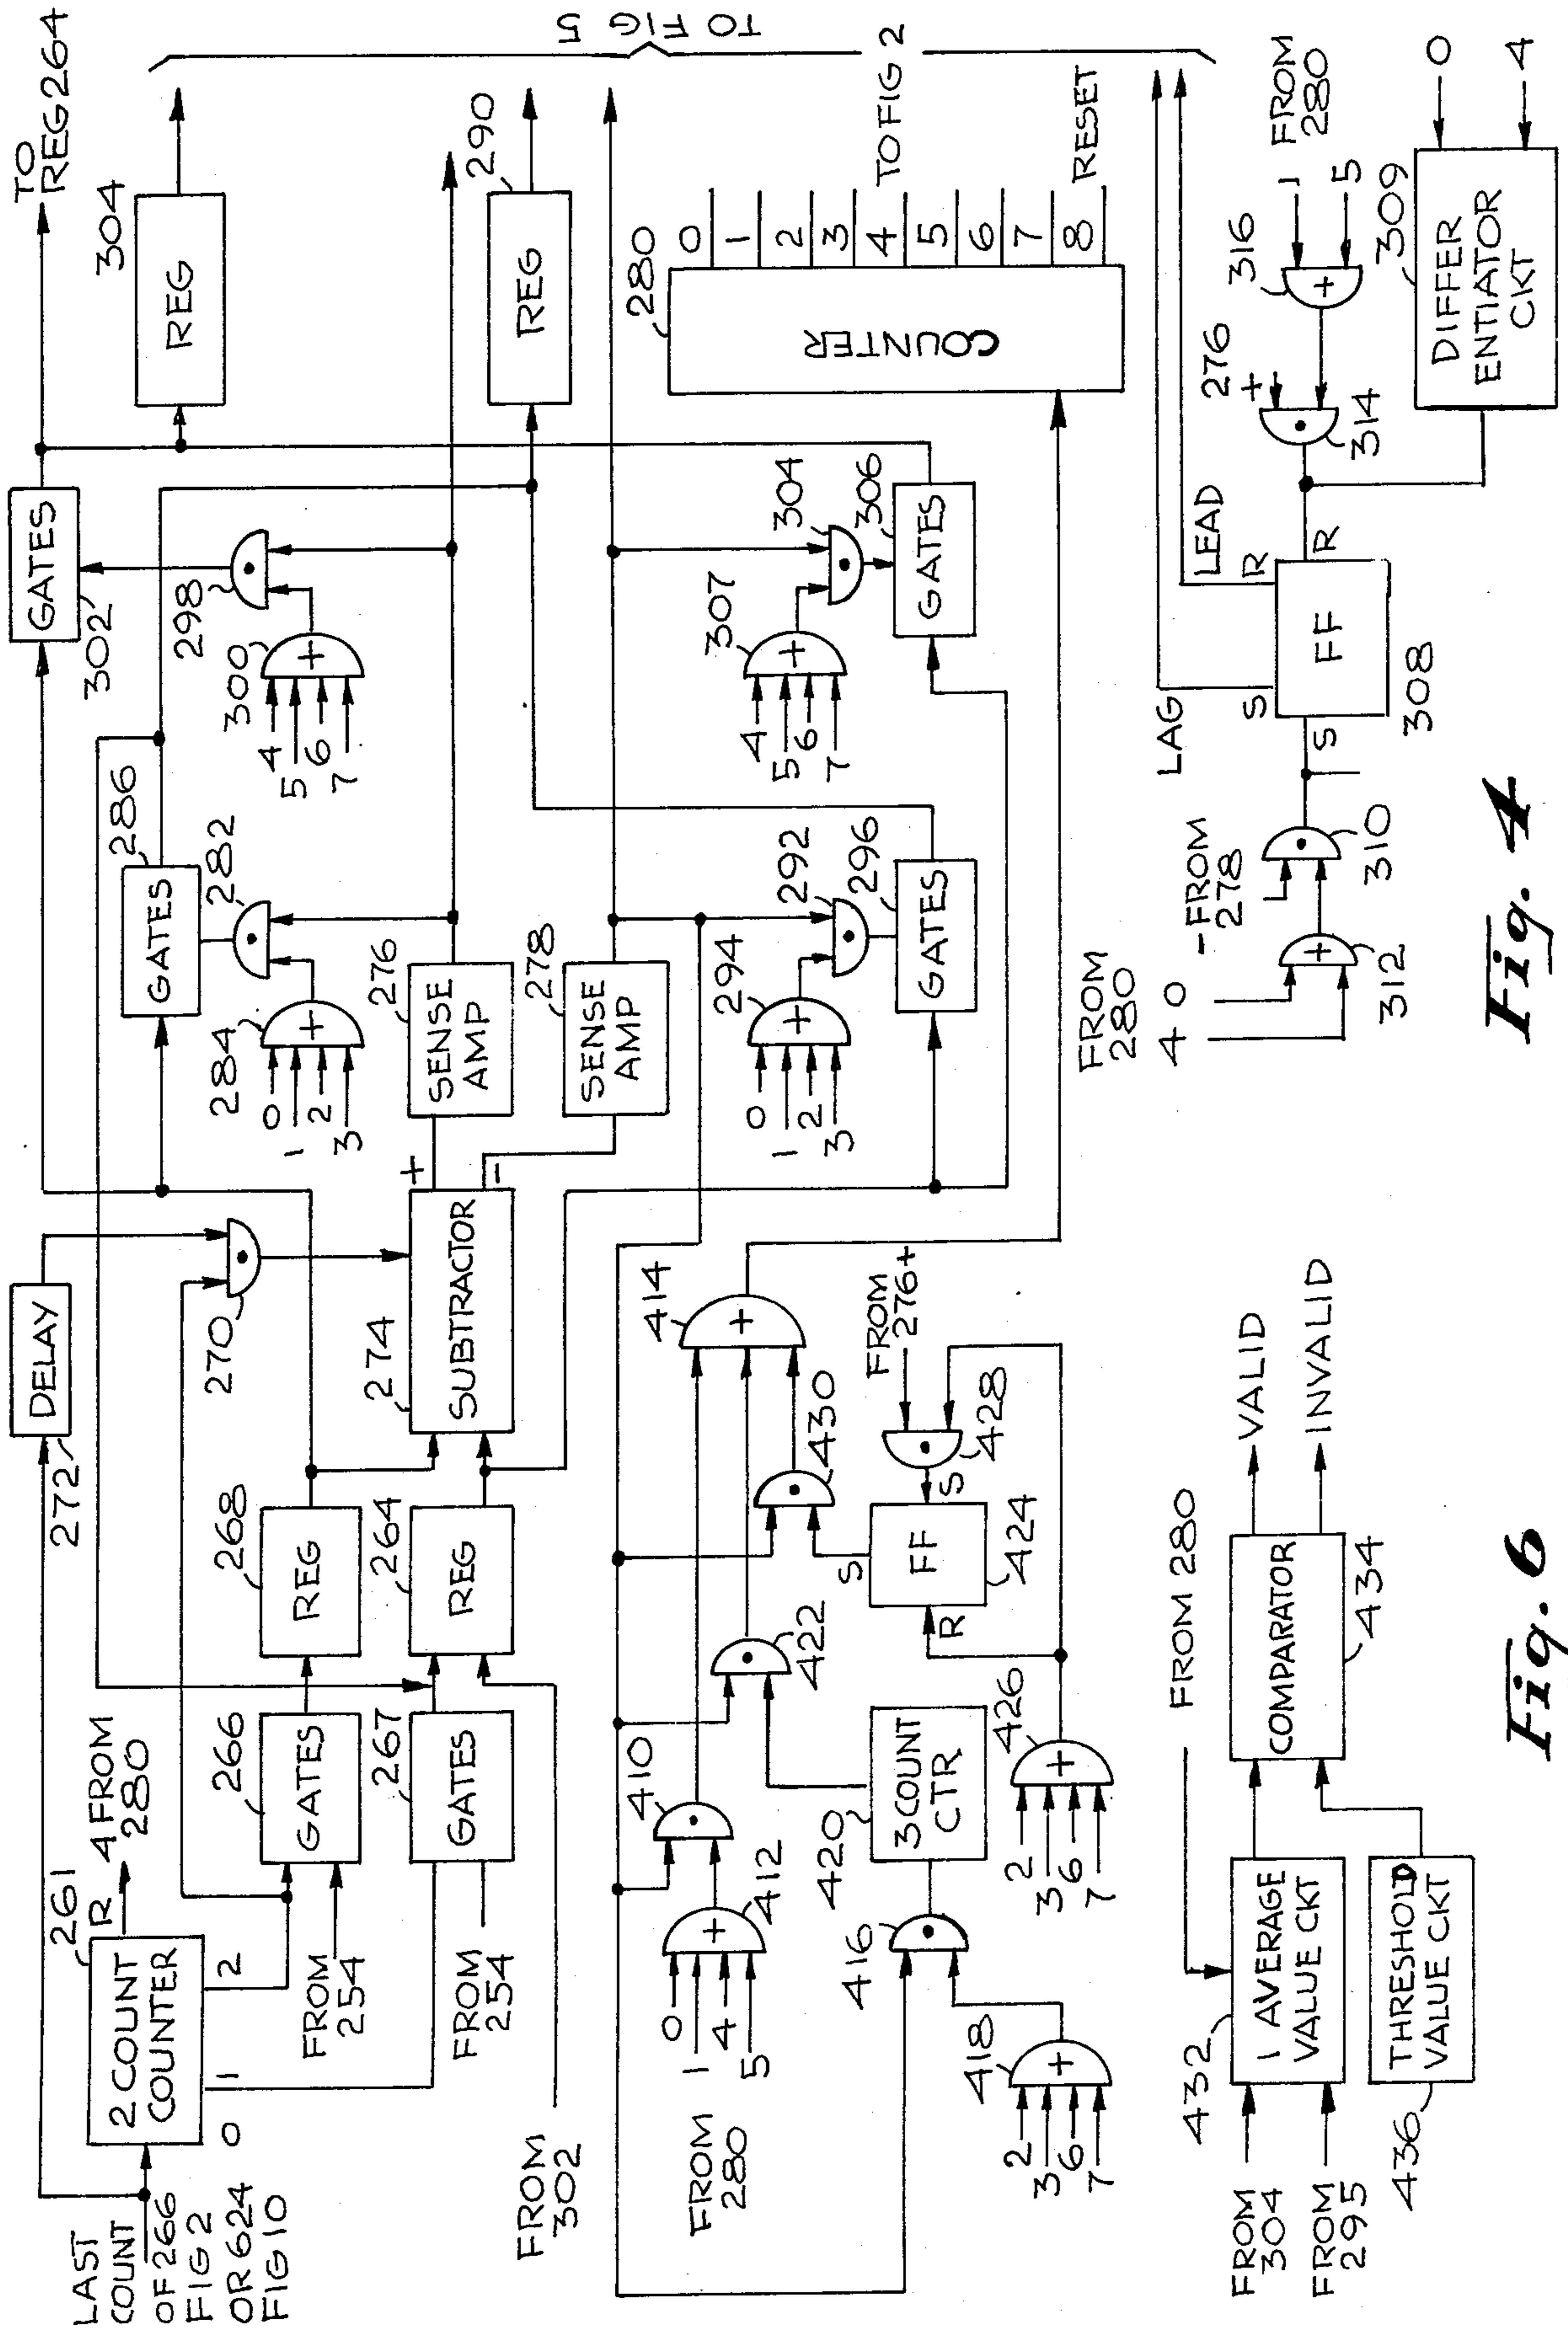 LAST
COUNT
OF 266
FIG 2
OR 624
FIG 10
261
2 COUNT
COUNTER
R
4 FROM
280
0
1
2
272
DELAY
270
FROM
254
FROM
254
FROM
302
266
GATES
267
GATES
268
REG
264
REG
274
SUBTRACTOR
+
-
276
SENSE
AMP
278
SENSE
AMP
284
+
0
1
2
3
282
286
GATES
300
+
4
5
6
7
298
302
GATES
TO
REG 264
304
REG
290
REG
294
+
0
1
2
3
292
296
GATES
307
+
4
5
6
7
304
306
GATES
280
COUNTER
0
1
2
3
4
5
6
7
8
TO FIG 2
RESET
TO FIG 5
FROM
280
0
1
4
5
412
+
410
414
+
416
418
+
2
3
6
7
420
3 COUNT
CTR
422
426
+
2
3
6
7
424
FF
R
S
S
428
FROM
276+
430
FROM
280
4 0
-FROM
278
312
+
310
308
FF
S
S
R
R
LAG
LEAD
314
276
+
316
+
1
5
FROM
280
309
DIFFER
ENTIATOR
CKT
0
4
Fig. 4
FROM
304
FROM
295
432
1 AVERAGE
VALUE CKT
436
THRESHOLD
VALUE CKT
FROM 280
COMPARATOR
434
VALID
INVALID
Fig. 6